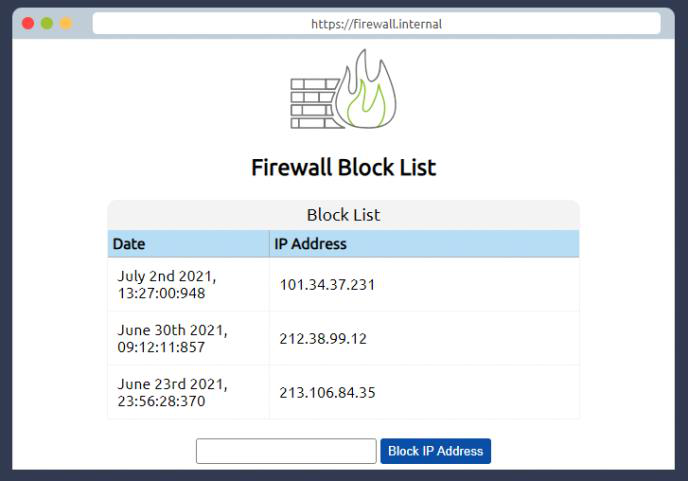 https://firewall.internal
Firewall Block List
Block List
Date IP Address
July 2nd 2021,
13:27:00:948
101.34.37.231
June 30th 2021,
09:12:11:857
212.38.99.12
June 23rd 2021,
23:56:28:370
213.106.84.35
Block IP Address